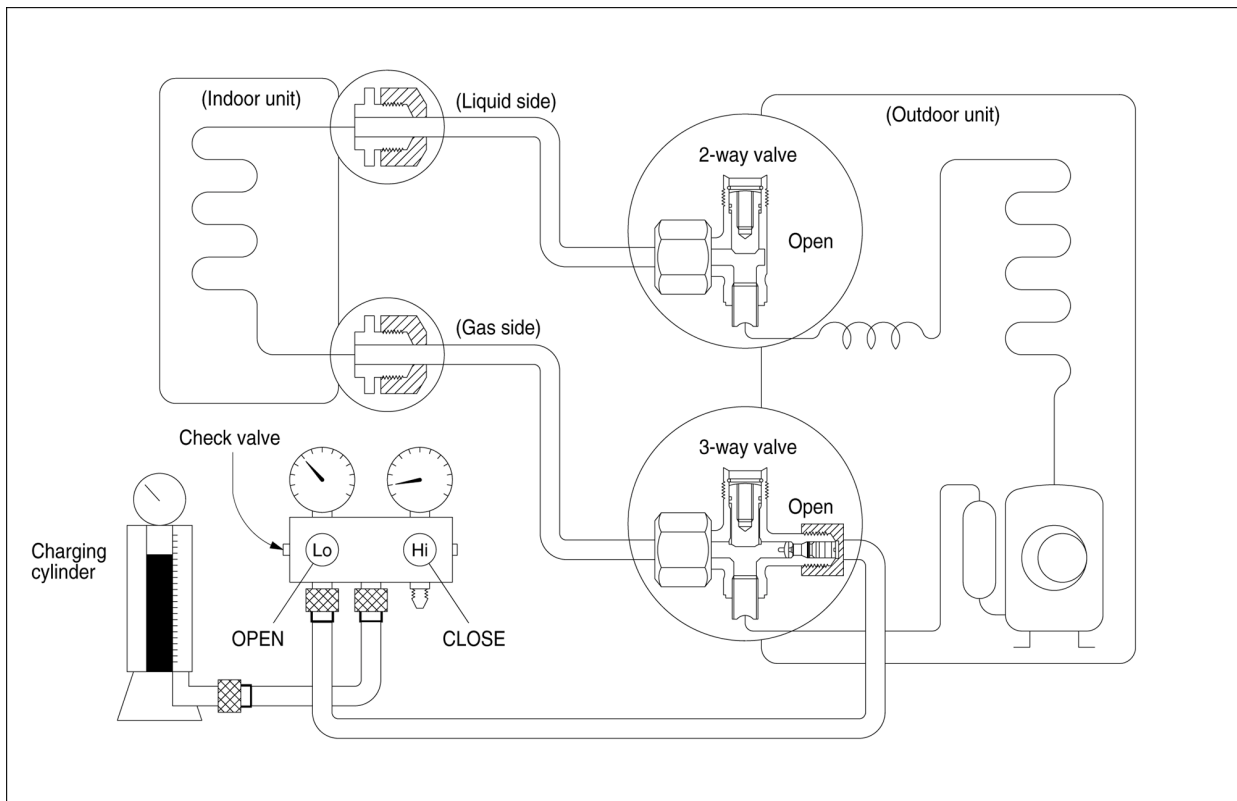 (Indoor unit)
(Liquid side)
(Outdoor unit)
2-way valve
Open
(Gas side)
3-way valve
Open
Check valve
Charging
cylinder
Lo
Hi
OPEN
CLOSE